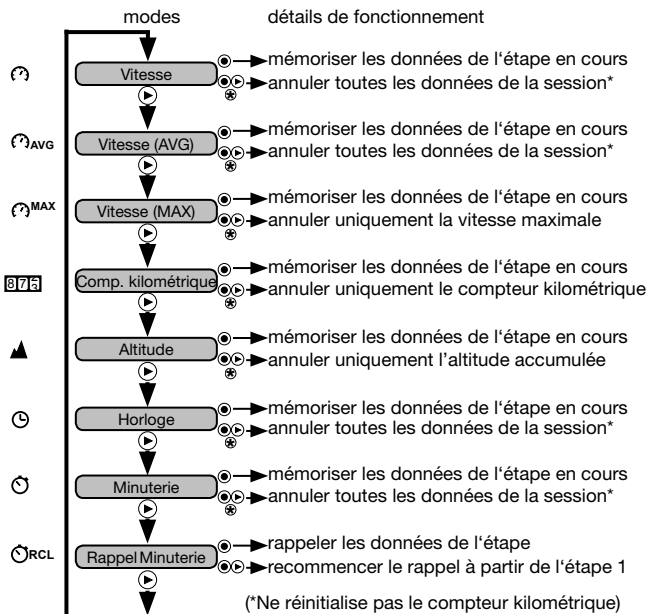 modes détails de fonctionnement
mémoriser les données de l‘étape en cours
Vitesse
annuler toutes les données de la session*
mémoriser les données de l‘étape en cours
AVG Vitesse (AVG)
annuler toutes les données de la session*
mémoriser les données de l‘étape en cours
MAX Vitesse (MAX)
annuler uniquement la vitesse maximale
mémoriser les données de l‘étape en cours
Comp. kilométrique
annuler uniquement le compteur kilométrique
mémoriser les données de l‘étape en cours
Altitude
annuler uniquement l’altitude accumulée
mémoriser les données de l‘étape en cours
Horloge
annuler toutes les données de la session*
mémoriser les données de l‘étape en cours
Minuterie
annuler toutes les données de la session*
rappeler les données de l‘étape
RCL Rappel Minuterie
recommencer le rappel à partir de l‘étape 1
(*Ne réinitialise pas le compteur kilométrique)